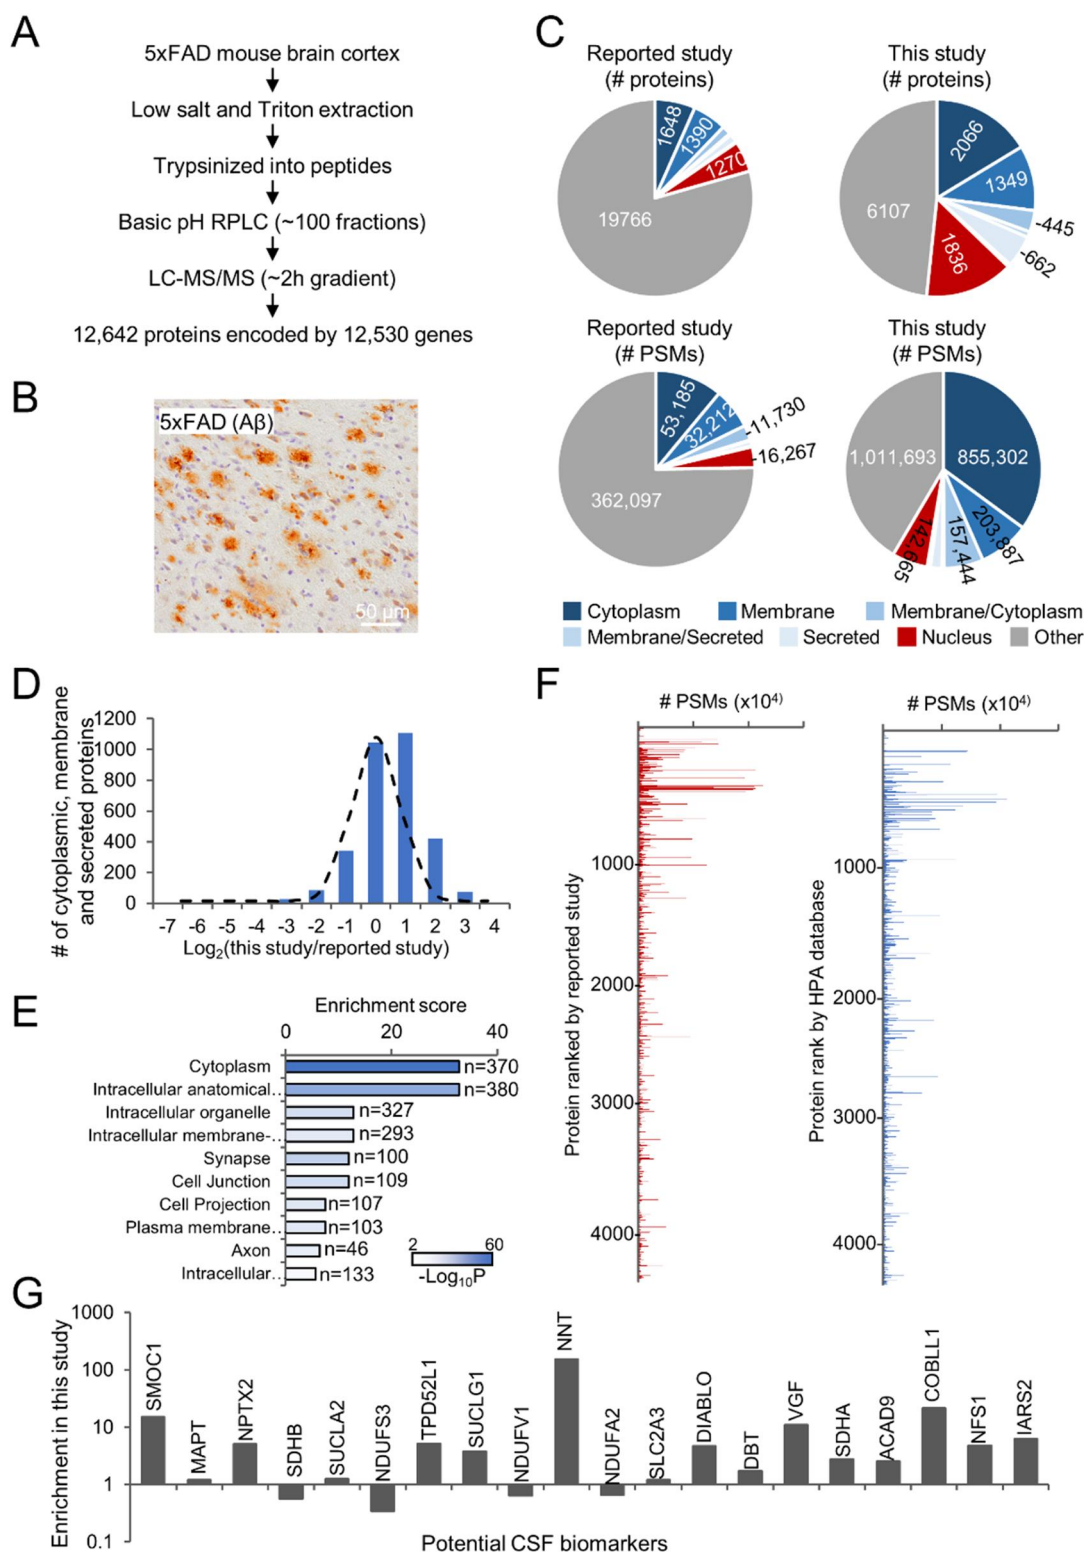 A
5xFAD mouse brain cortex
Low salt and Triton extraction
Trypsinized into peptides
Basic pH RPLC (~100 fractions)
LC-MS/MS (~2h gradient)
12,642 proteins encoded by 12,530 genes
B
5xFAD (Aβ)
50 μm
C
Reported study
(# proteins)
1648
1390
1270
19766
This study
(# proteins)
2066
1349
-445
-662
1836
6107
Reported study
(# PSMs)
53,185
32,212
-11,730
-16,267
362,097
This study
(# PSMs)
855,302
203,887
157,444
142,665
1,011,693
Cytoplasm
Membrane
Membrane/Cytoplasm
Membrane/Secreted
Secreted
Nucleus
Other
D
# of cytoplasmic, membrane
and secreted proteins
1200
1000
800
600
400
200
0
-7 -6 -5 -4 -3 -2 -1 0 1 2 3 4
Log2(this study/reported study)
E
Enrichment score
0 20 40
Cytoplasm n=370
Intracellular anatomical.. n=380
Intracellular organelle n=327
Intracellular membrane-.. n=293
Synapse n=100
Cell Junction n=109
Cell Projection n=107
Plasma membrane.. n=103
Axon n=46
Intracellular.. n=133
2 60
-Log10P
F
# PSMs (x10⁴)
Protein ranked by reported study
1000
2000
3000
4000
# PSMs (x10⁴)
Protein rank by HPA database
1000
2000
3000
4000
G
Enrichment in this study
1000
100
10
1
0.1
SMOC1
MAPT
NPTX2
SDHB
SUCLA2
NDUFS3
TPD52L1
SUCLG1
NDUFV1
NNT
NDUFA2
SLC2A3
DIABLO
DBT
VGF
SDHA
ACAD9
COBLL1
NFS1
IARS2
Potential CSF biomarkers